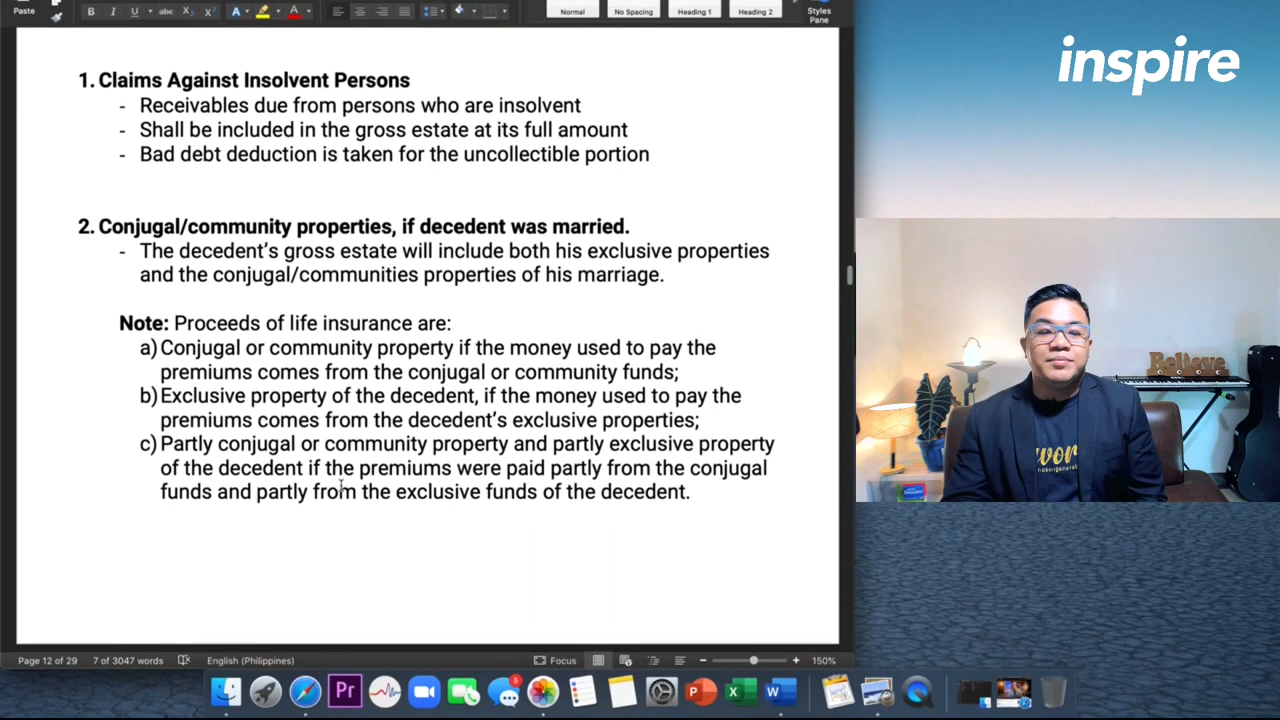 Paste
B I U abc X₂ X² A A
Normal No Spacing Heading 1 Heading 2 Styles
Pane
inspire
1. Claims Against Insolvent Persons
- Receivables due from persons who are insolvent
- Shall be included in the gross estate at its full amount
- Bad debt deduction is taken for the uncollectible portion
2. Conjugal/community properties, if decedent was married.
- The decedent's gross estate will include both his exclusive properties
and the conjugal/communities properties of his marriage.
Note: Proceeds of life insurance are:
a) Conjugal or community property if the money used to pay the
premiums comes from the conjugal or community funds;
b) Exclusive property of the decedent, if the money used to pay the
premiums comes from the decedent's exclusive properties;
c) Partly conjugal or community property and partly exclusive property
of the decedent if the premiums were paid partly from the conjugal
funds and partly from the exclusive funds of the decedent.
Believe
Page 12 of 29 7 of 3047 words English (Philippines) Focus 150%
Pr 5 P X W